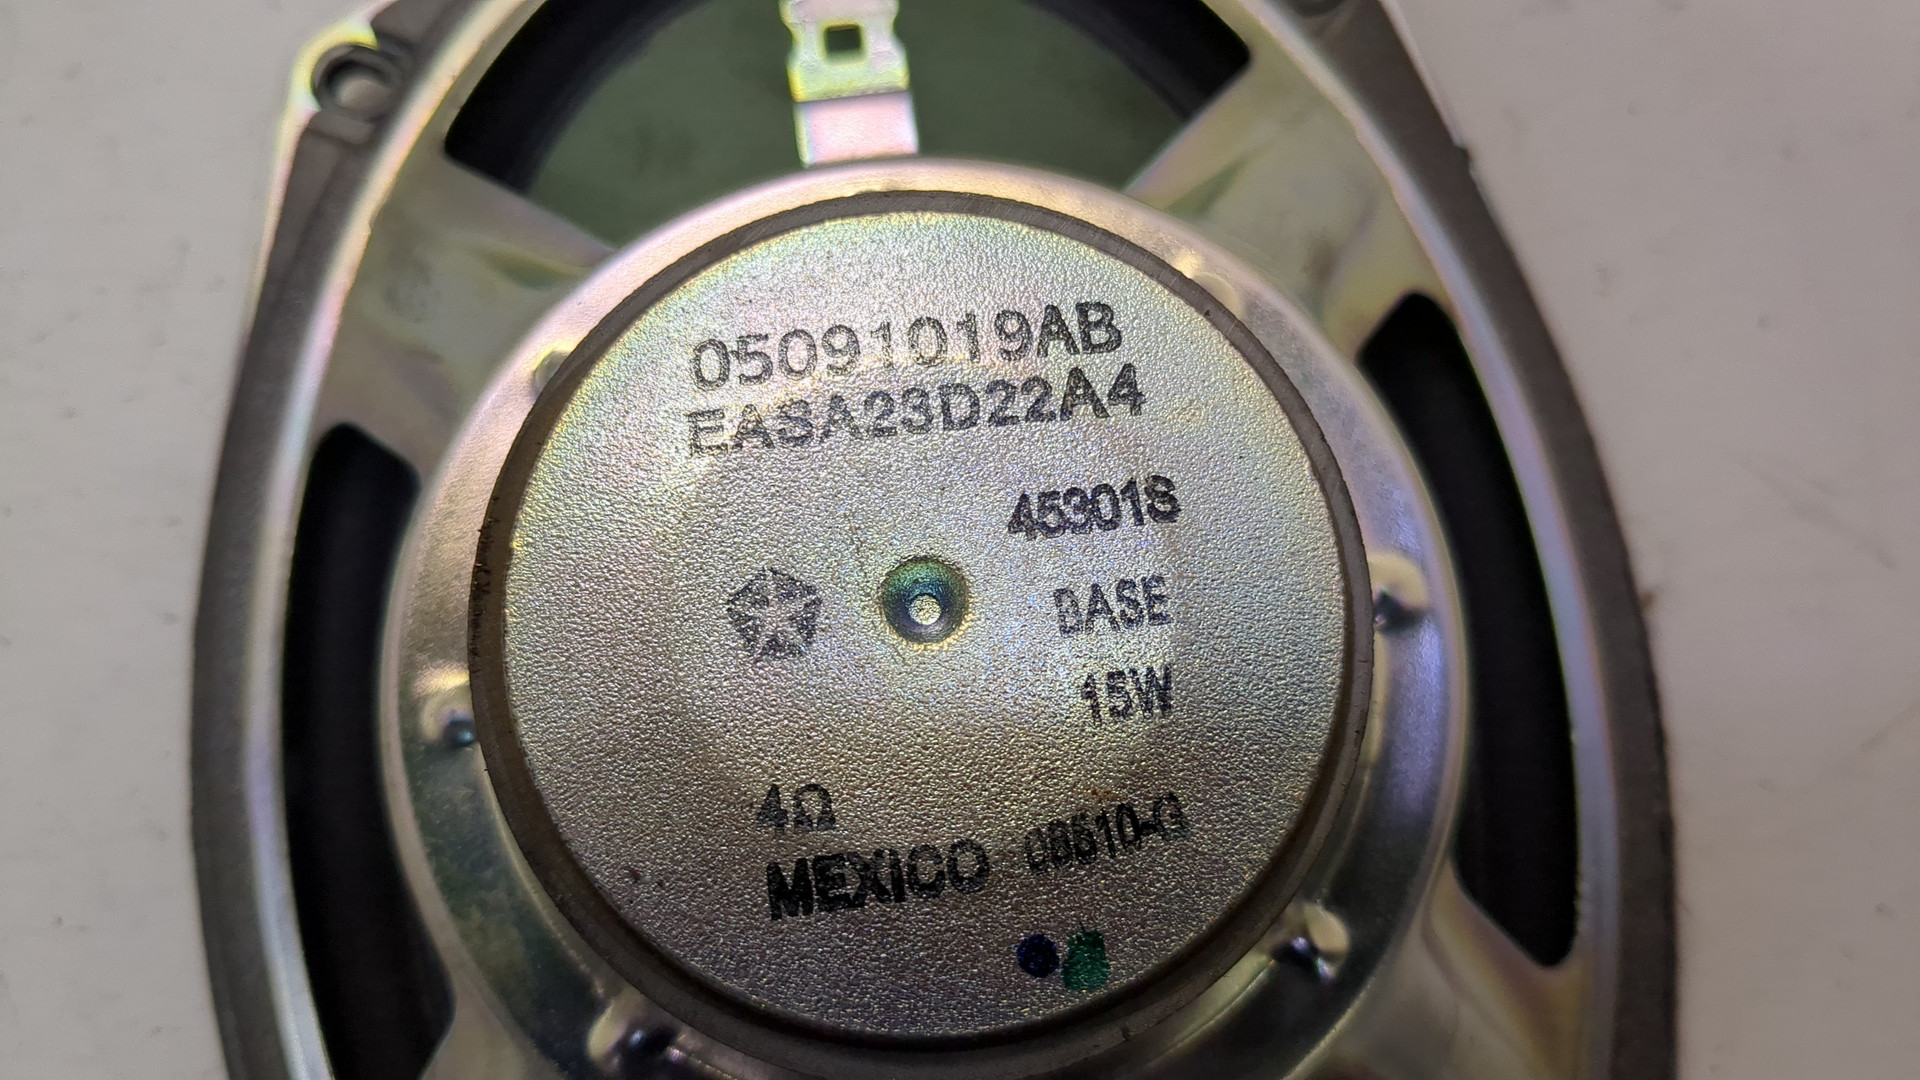 05091019AB
EASA23D22A4
45301S
BASE
15W
4Ω
MEXICO